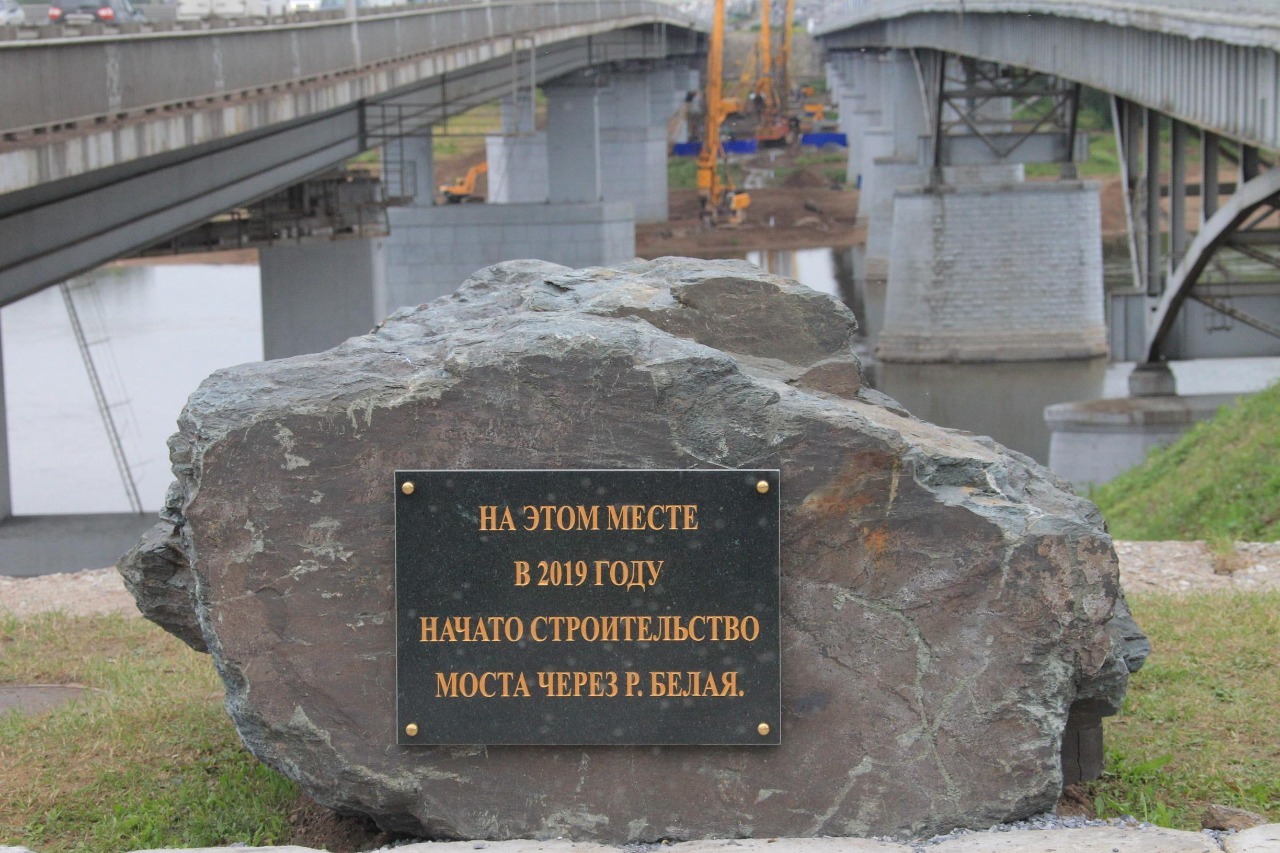 НА ЭТОМ МЕСТЕ
В 2019 ГОДУ
НАЧАТО СТРОИТЕЛЬСТВО
МОСТА ЧЕРЕЗ Р. БЕЛАЯ.